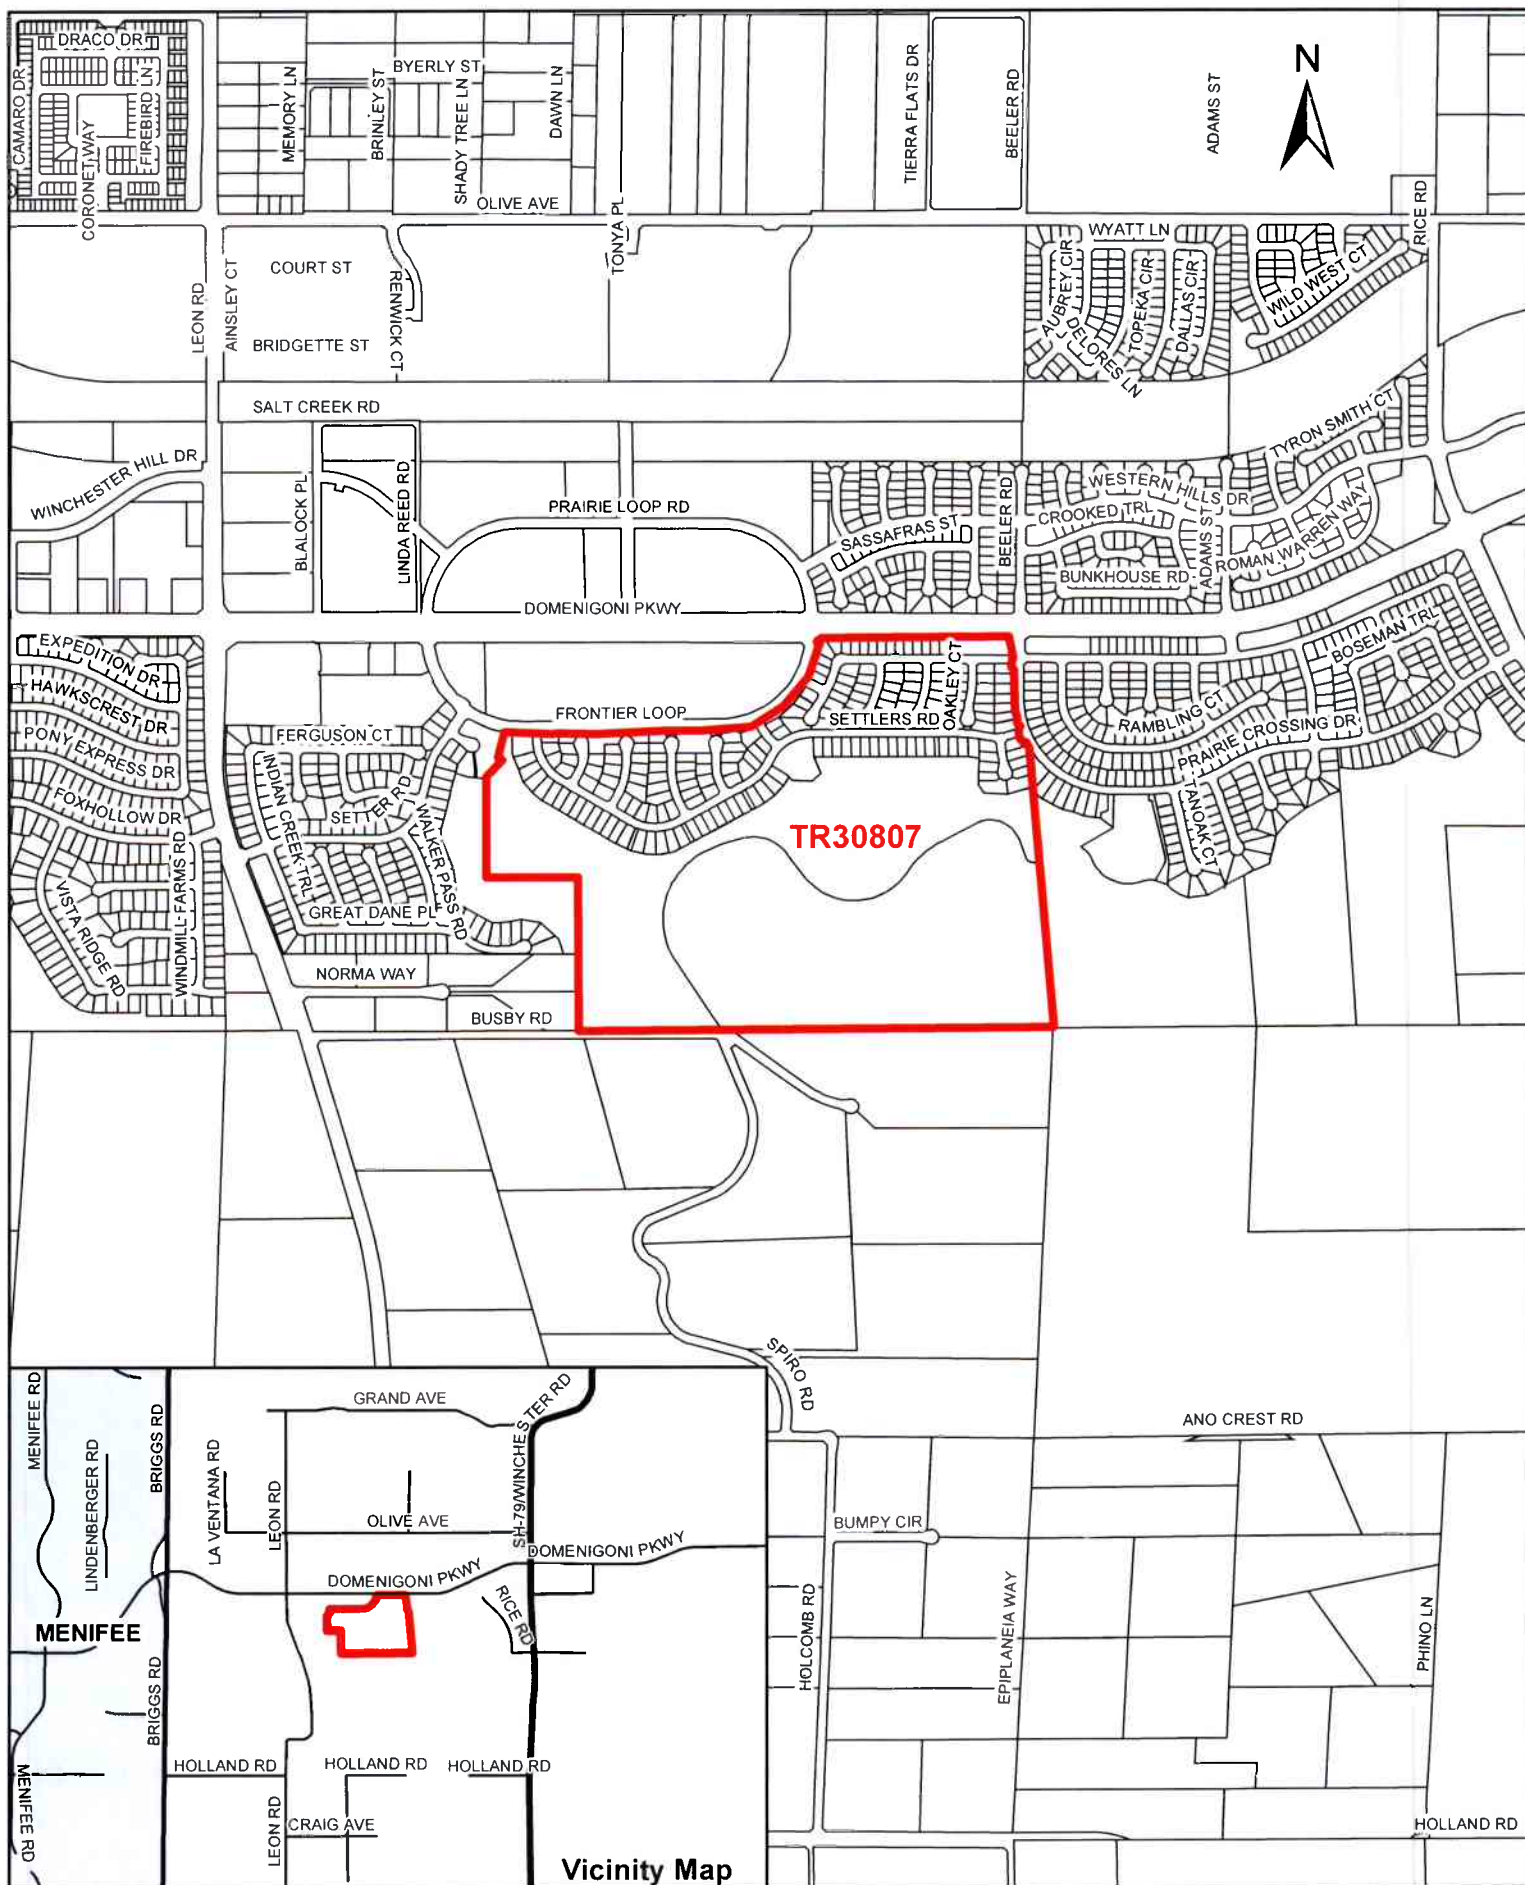 DRACO DR
CAMARO DR
CORONET WAY
FIREBIRD LN
MEMORY LN
BRINLEY ST
BYERLY ST
SHADY TREE LN
DAWN LN
TIERRA FLATS DR
BEELER RD
ADAMS ST
N
RICE RD
OLIVE AVE
TONYA PL
LEON RD
AINSLEY CT
COURT ST
BRIDGETTE ST
RENWICK CT
WYATT LN
AUBREY CIR
DELORES LN
TOPEKA CIR
DALLAS CIR
WILD WEST CT
SALT CREEK RD
WINCHESTER HILL DR
BLALOCK PL
LINDA REED RD
PRAIRIE LOOP RD
SASSAFRAS ST
BEELER RD
WESTERN HILLS DR
CROOKED TRL
BUNKHOUSE RD
ADAMS ST
ROMAN WARREN WAY
TYRON SMITH CT
DOMENIGONI PKWY
EXPEDITION DR
HAWKSCREST DR
PONY EXPRESS DR
FOXHOLLOW DR
VISTA RIDGE RD
WINDMILL FARMS RD
FERGUSON CT
INDIAN CREEK TRL
SETTER RD
WALKER PASS RD
GREAT DANE PL
NORMA WAY
BUSBY RD
FRONTIER LOOP
SETTLERS RD
OAKLEY CT
BOSEMAN TRL
RAMBLING CT
PRAIRIE CROSSING DR
TANOAK CT
TR30807
SPIRO RD
ANO CREST RD
BUMPY CIR
HOLCOMB RD
EPIPLANEIA WAY
PHINO LN
HOLLAND RD
MENIFEE RD
LINDENBERGER RD
BRIGGS RD
LA VENTANA RD
LEON RD
GRAND AVE
SH-79/WINCHESTER RD
OLIVE AVE
DOMENIGONI PKWY
DOMENIGONI PKWY
RICE RD
MENIFEE
BRIGGS RD
HOLLAND RD
HOLLAND RD
HOLLAND RD
MENIFEE RD
LEON RD
CRAIG AVE
Vicinity Map